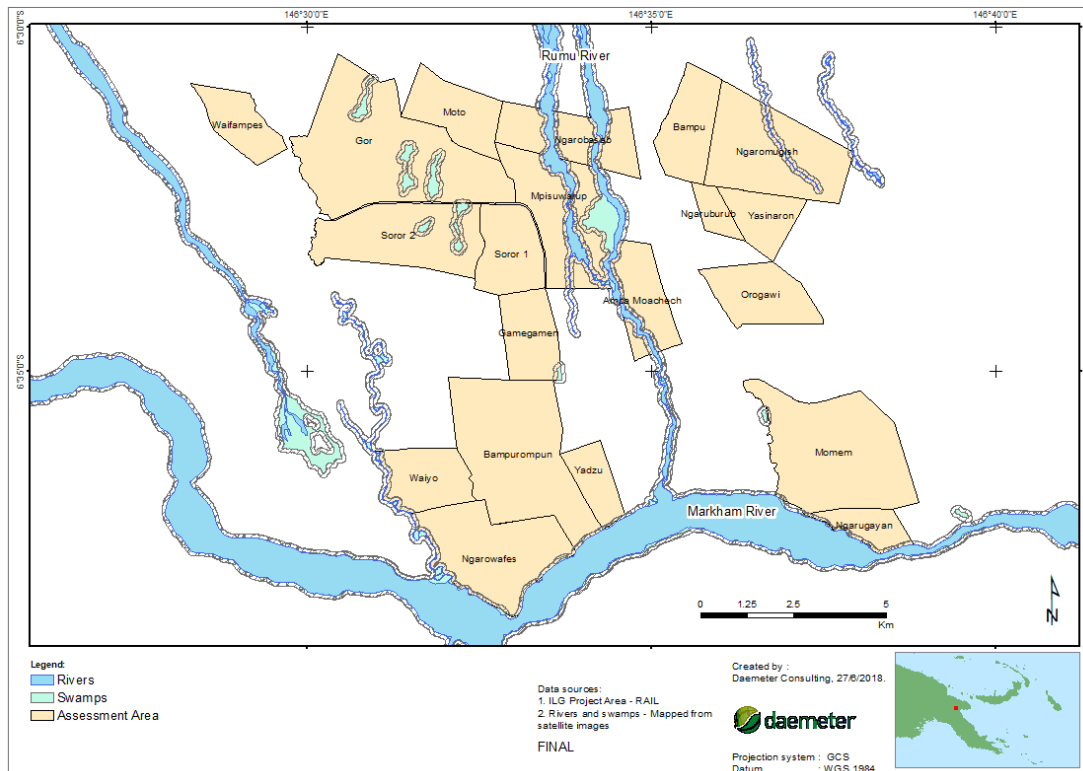 146°30'0"E
146°35'0"E
146°40'0"E
6°30'0"S
Rumu River
Waifampes
Moto
Gor
Ngarobasab
Bampu
Ngaromugish
Mpisuwarup
Ngaruburub
Yasinaron
Soror 2
Soror 1
Ampa Moachech
Orogawi
Gamegamen
6°35'0"S
Momem
Bampurompun
Waiyo
Yadzu
Markham River
Ngarugayan
Ngarowafes
0 1.25 2.5 5
Km
N
Legend:
Rivers
Swamps
Assessment Area
Data sources:
1. ILG Project Area - RAIL
2. Rivers and swamps - Mapped from
satellite images
FINAL
Created by :
Daemeter Consulting, 27/6/2018.
daemeter
Projection system : GCS
Datum : WGS 1984